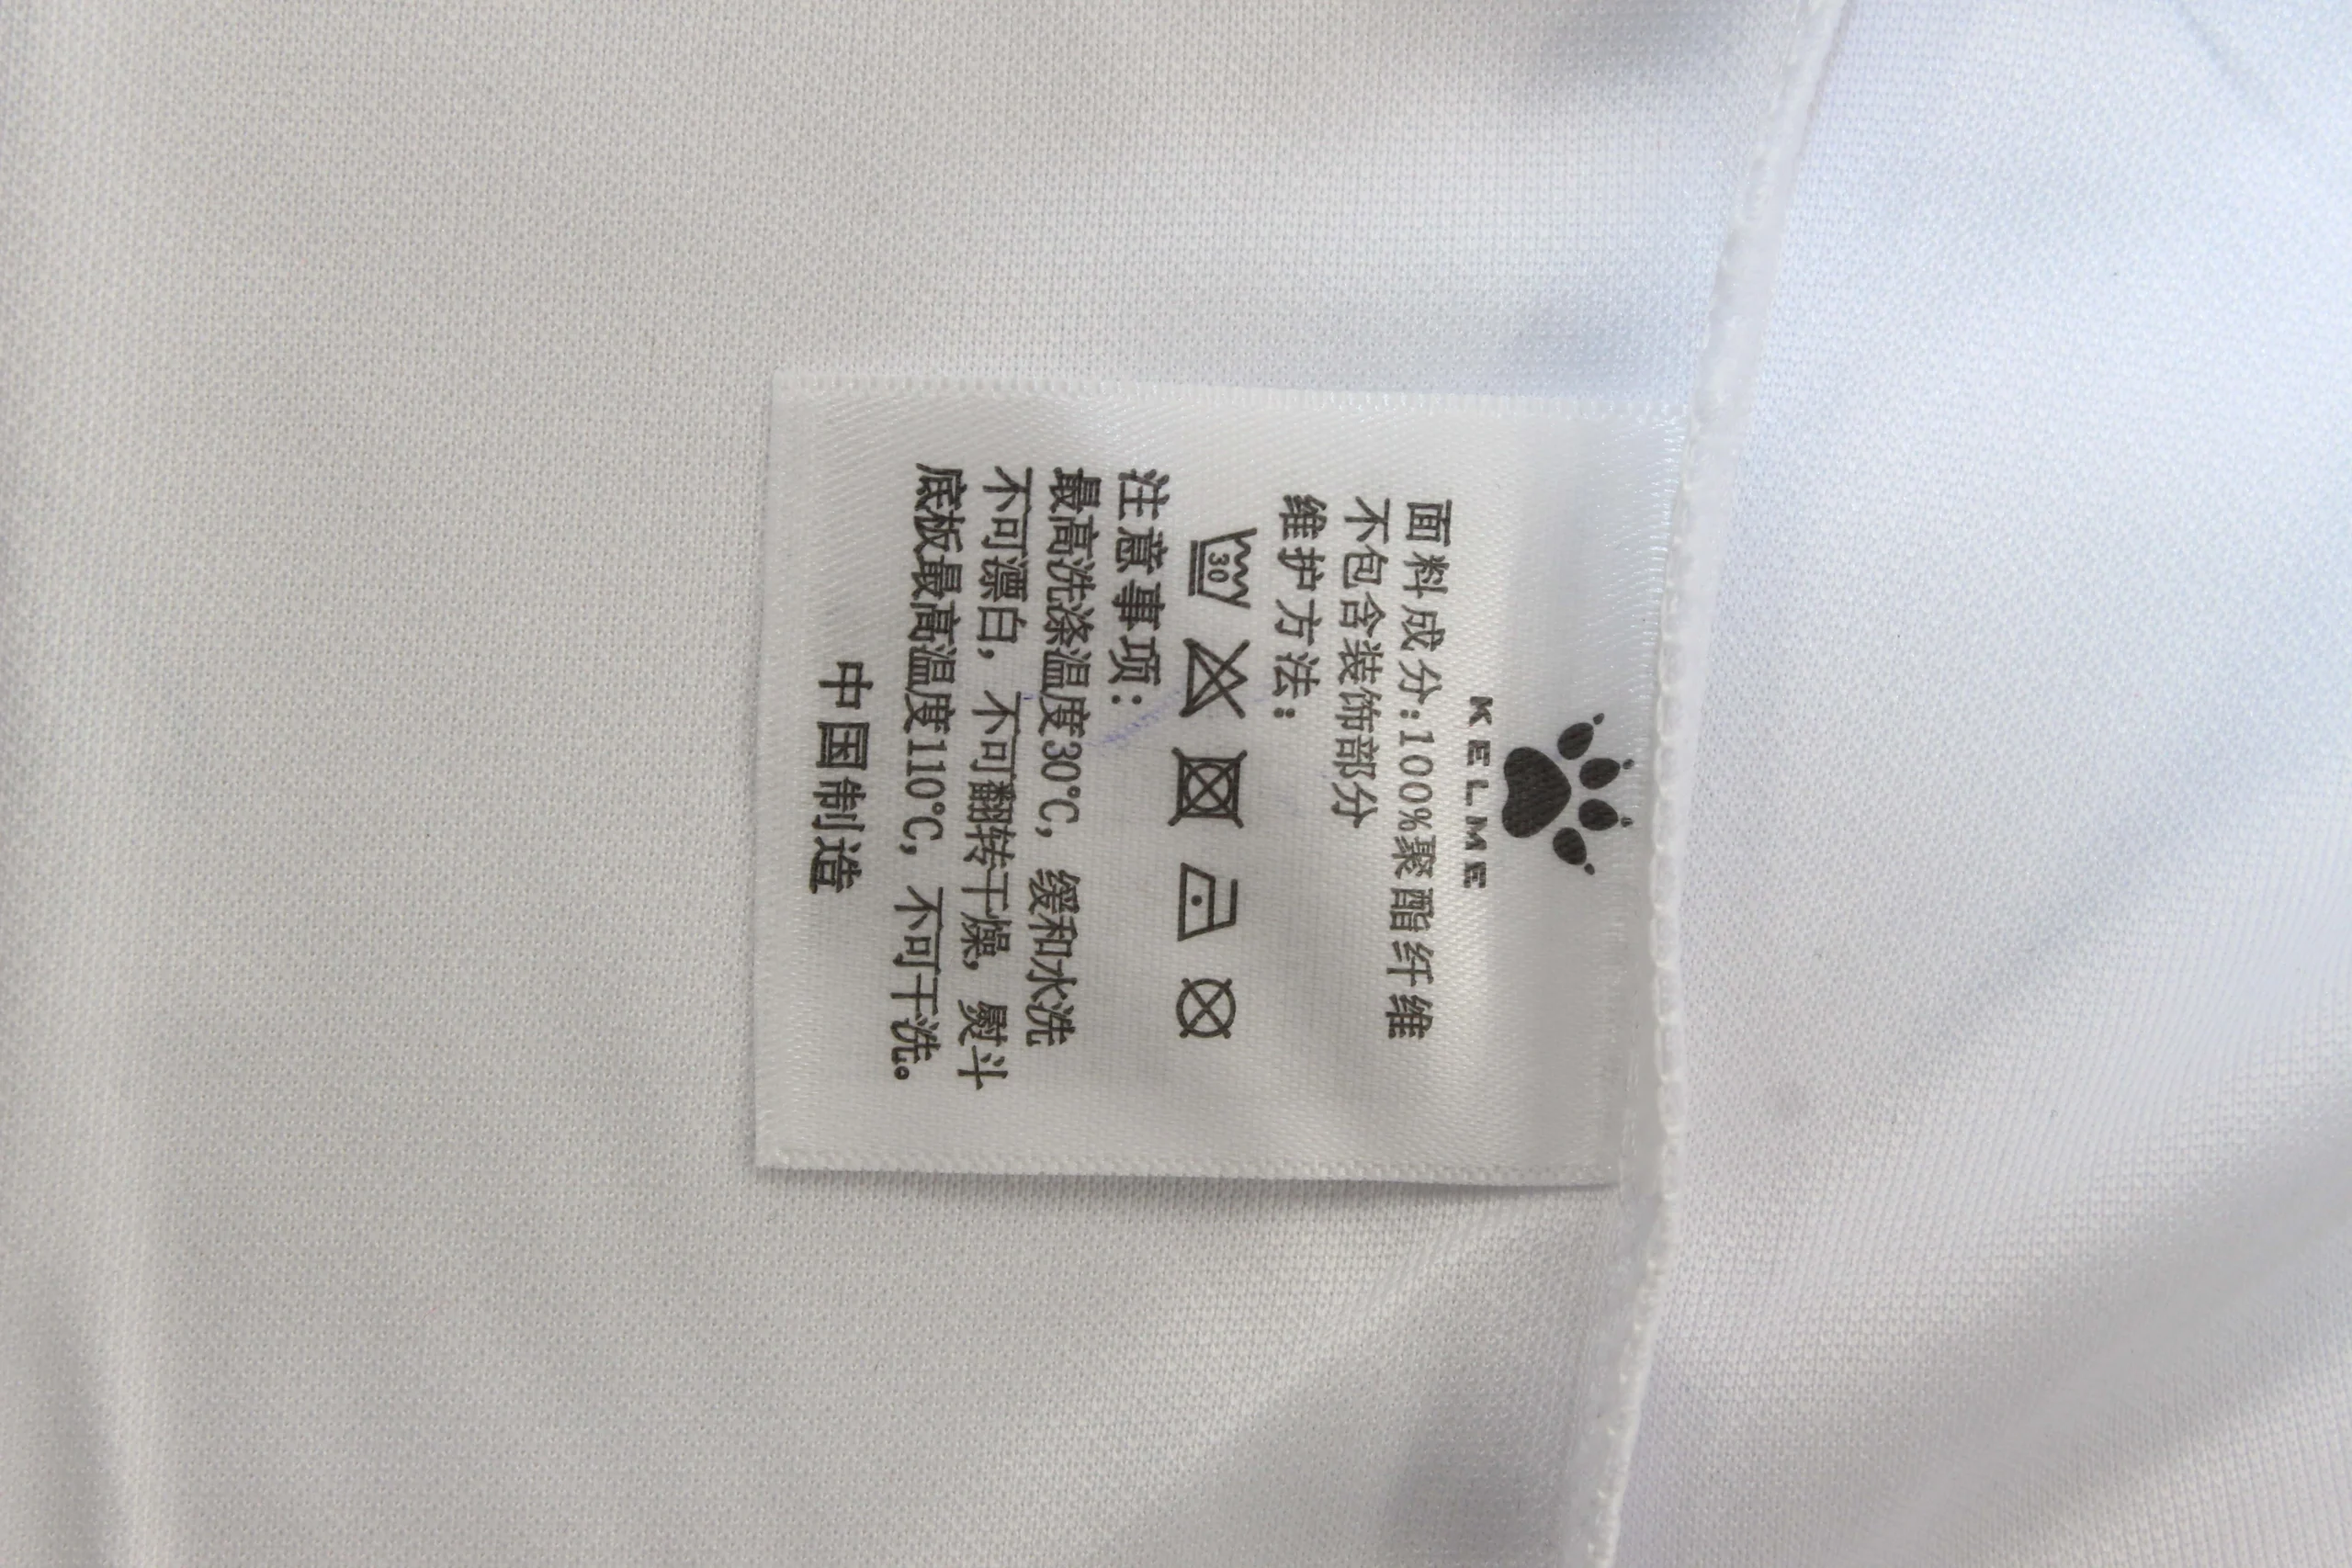 KELME
面料成分:100%聚酯纤维
不包含装饰部分
维护方法:
30
注意事项:
最高洗涤温度30℃，缓和水洗
不可漂白，不可翻转干燥，熨斗
底板最高温度110℃，不可干洗。
中国制造